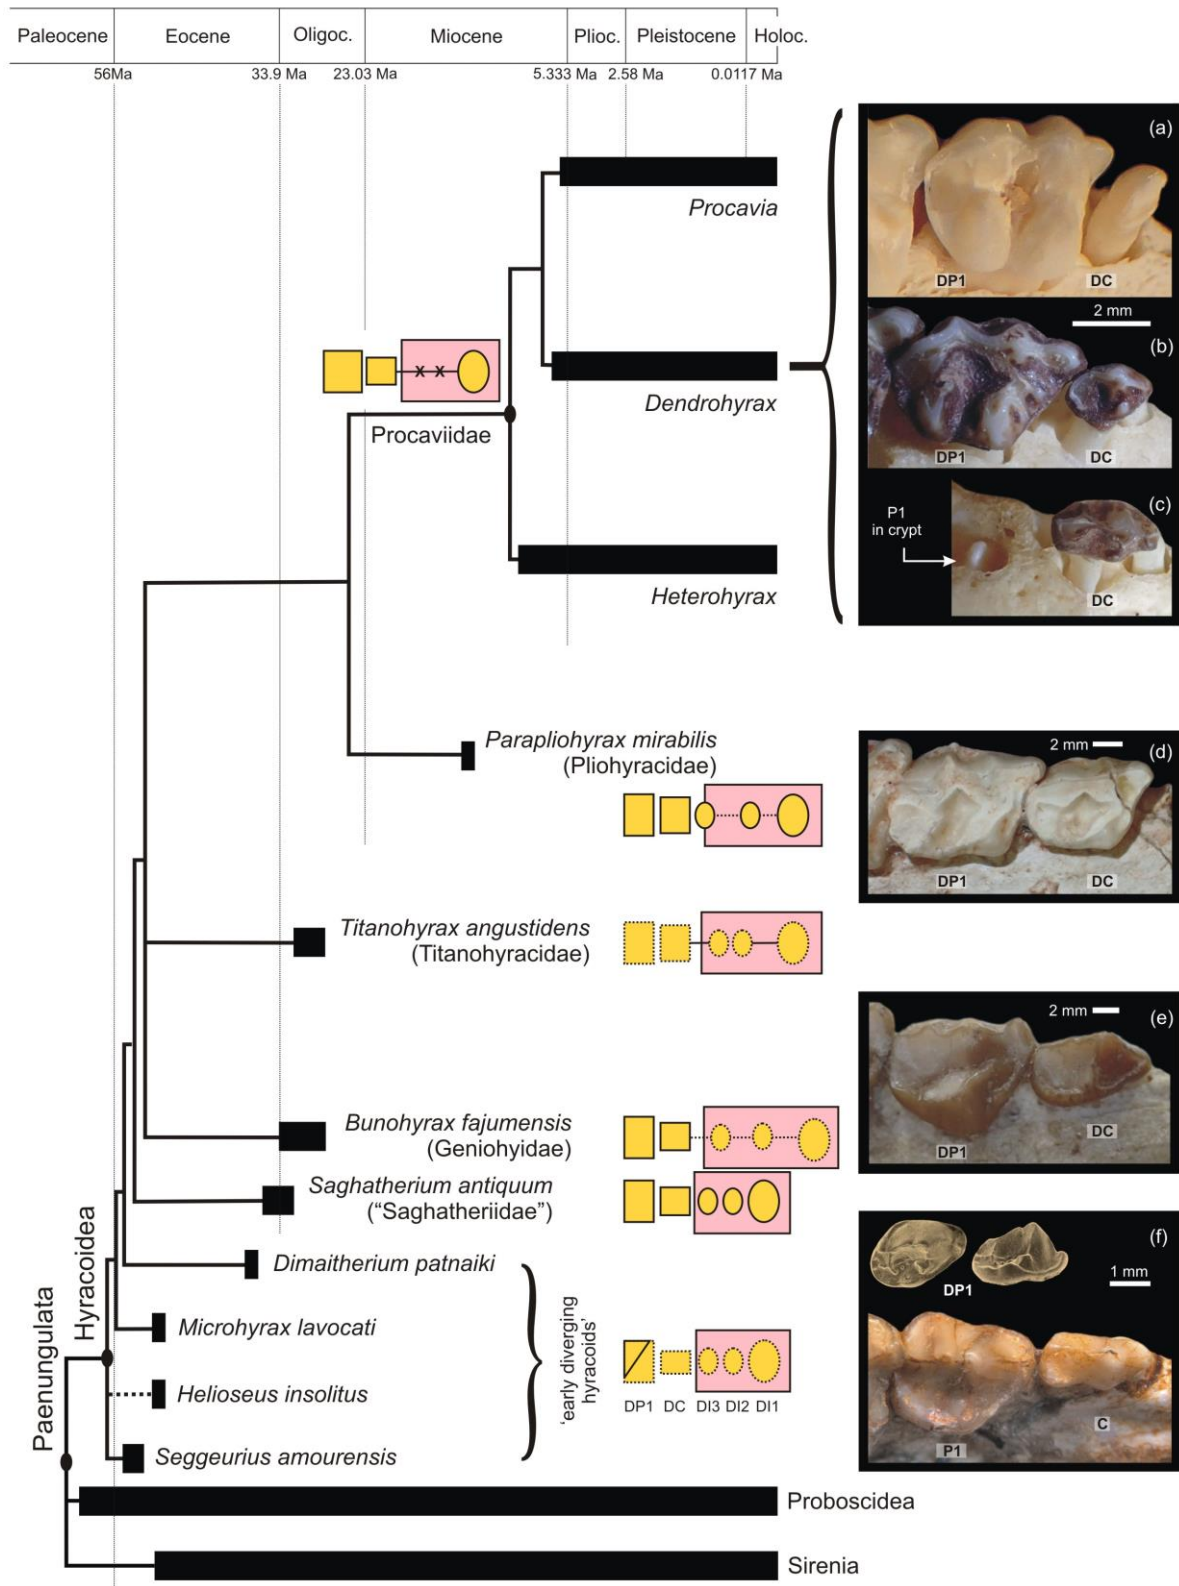 Paleocene Eocene Oligoc. Miocene Plioc. Pleistocene Holoc.
56Ma 33.9 Ma 23.03 Ma 5.333 Ma 2.58 Ma 0.0117 Ma
(a)
Procavia
DP1 DC
2 mm
(b)
Dendrohyrax
x x
Procaviidae
DP1 DC
(c)
P1
in crypt
Heterohyrax
DC
Parapliohyrax mirabilis
(Pliohyracidae)
2 mm (d)
DP1 DC
Titanohyrax angustidens
(Titanohyracidae)
2 mm (e)
Bunohyrax fajumensis
(Geniohyidae)
DP1 DC
Saghatherium antiquum
(“Saghatheriidae”)
(f)
Dimaitherium patnaiki
1 mm
DP1
Hyracoidea
Microhyrax lavocati
‘early diverging
hyracoids’
Helioseus insolitus
DP1 DC DI3 DI2 DI1
C
P1
Paenungulata
Seggeurius amourensis
Proboscidea
Sirenia